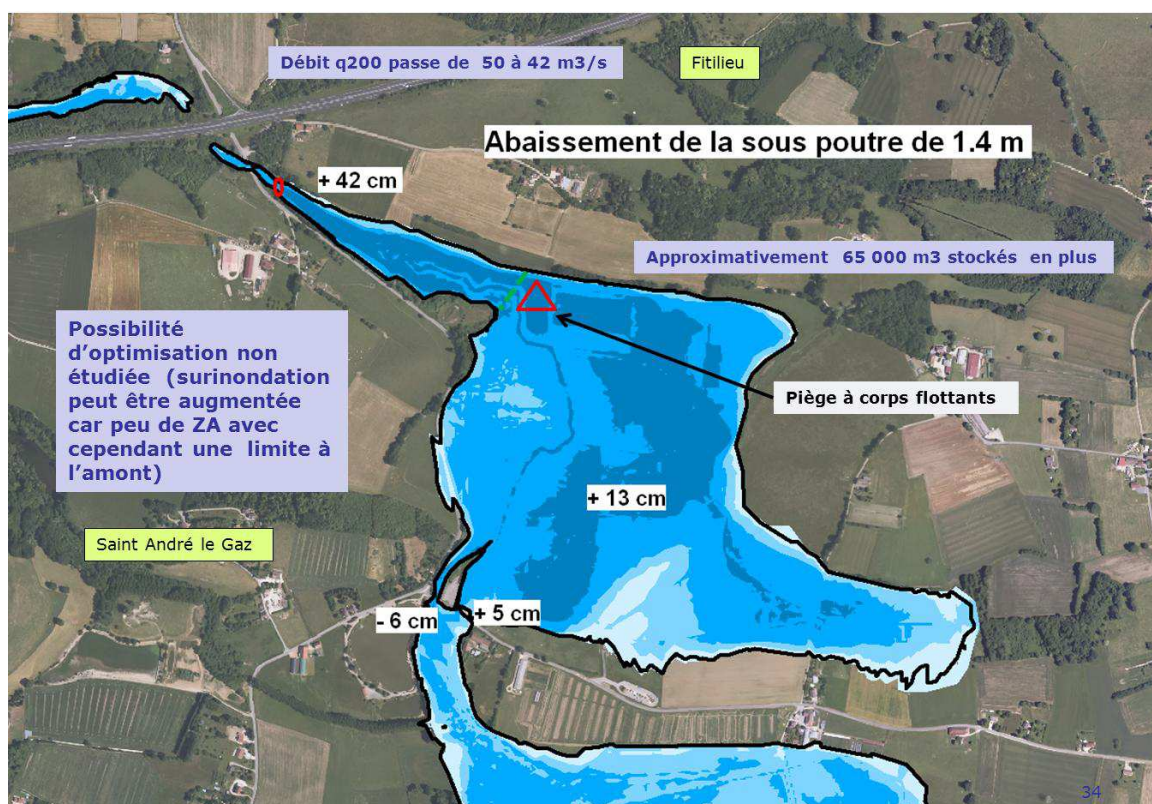 Débit q200 passe de 50 à 42 m3/s
Fitilieu
Abaissement de la sous poutre de 1.4 m
+ 42 cm
Approximativement 65 000 m3 stockés en plus
Possibilité
d’optimisation non
étudiée (surinondation
peut être augmentée
car peu de ZA avec
cependant une limite à
l’amont)
Piège à corps flottants
+ 13 cm
Saint André le Gaz
- 6 cm
+ 5 cm
34